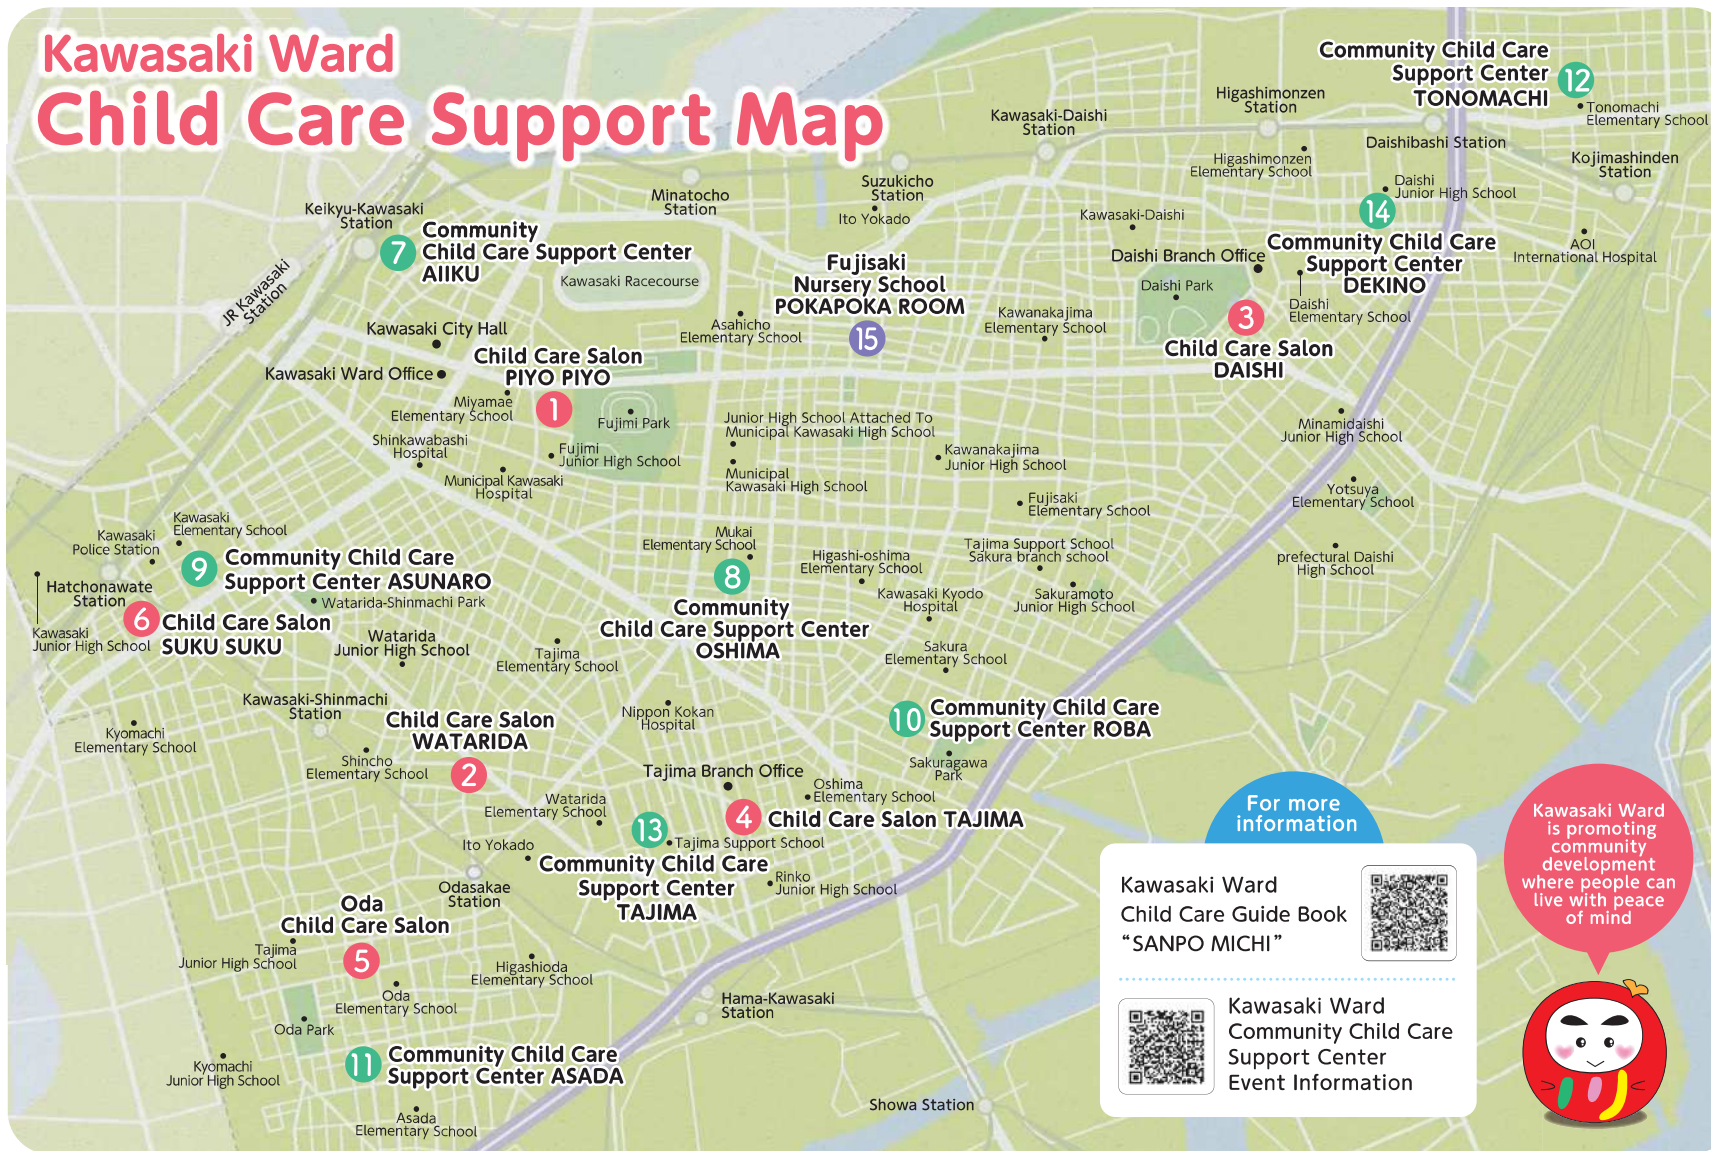 Kawasaki Ward
Child Care Support Map
Community Child Care
Support Center
TONOMACHI
12
Tonomachi
Elementary School
Higashimonzen
Station
Kawasaki-Daishi
Station
Daishibashi Station
Higashimonzen
Elementary School
Kojimashinden
Station
Daishi
Junior High School
14
Community Child Care
Support Center
DEKINO
AOI
International Hospital
Minatocho
Station
Suzukicho
Station
Ito Yokado
Kawasaki-Daishi
Daishi Branch Office
Daishi Park
Daishi
Elementary School
3
Child Care Salon
DAISHI
Keikyu-Kawasaki
Station
7
Community
Child Care Support Center
AIIKU
JR Kawasaki
Station
Kawasaki Racecourse
Fujisaki
Nursery School
POKAPOKA ROOM
15
Asahicho
Elementary School
Kawanakajima
Elementary School
Kawasaki City Hall
Kawasaki Ward Office
Child Care Salon
PIYO PIYO
1
Miyamae
Elementary School
Fujimi Park
Shinkawabashi
Hospital
Fujimi
Junior High School
Municipal Kawasaki
Hospital
Junior High School Attached To
Municipal Kawasaki High School
Municipal
Kawasaki High School
Kawanakajima
Junior High School
Minamidaishi
Junior High School
Yotsuya
Elementary School
Fujisaki
Elementary School
prefectural Daishi
High School
Kawasaki
Elementary School
Kawasaki
Police Station
9
Community Child Care
Support Center ASUNARO
Hatchonawate
Station
Watarida-Shinmachi Park
6
Child Care Salon
SUKU SUKU
Kawasaki
Junior High School
Watarida
Junior High School
Mukai
Elementary School
8
Community
Child Care Support Center
OSHIMA
Higashi-oshima
Elementary School
Tajima Support School
Sakura branch school
Kawasaki Kyodo
Hospital
Sakuramoto
Junior High School
Sakura
Elementary School
Tajima
Elementary School
Kawasaki-Shinmachi
Station
Kyomachi
Elementary School
Child Care Salon
WATARIDA
2
Shincho
Elementary School
Nippon Kokan
Hospital
10
Community Child Care
Support Center ROBA
Sakuragawa
Park
Tajima Branch Office
Oshima
Elementary School
4
Child Care Salon TAJIMA
Watarida
Elementary School
13
Tajima Support School
Community Child Care
Support Center
TAJIMA
Rinko
Junior High School
Ito Yokado
Odasakae
Station
Oda
Child Care Salon
5
Tajima
Junior High School
Oda
Elementary School
Higashioda
Elementary School
Oda Park
Hama-Kawasaki
Station
Kyomachi
Junior High School
11
Community Child Care
Support Center ASADA
Asada
Elementary School
Showa Station
For more
information
Kawasaki Ward
Child Care Guide Book
“SANPO MICHI”
Kawasaki Ward
Community Child Care
Support Center
Event Information
Kawasaki Ward
is promoting
community
development
where people can
live with peace
of mind